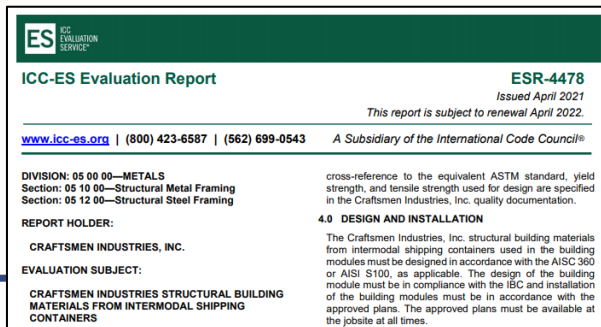 ES ICC
EVALUATION
SERVICE®
ICC-ES Evaluation Report
ESR-4478
Issued April 2021
This report is subject to renewal April 2022.
www.icc-es.org | (800) 423-6587 | (562) 699-0543
A Subsidiary of the International Code Council®
DIVISION: 05 00 00—METALS
Section: 05 10 00—Structural Metal Framing
Section: 05 12 00—Structural Steel Framing
REPORT HOLDER:
CRAFTSMEN INDUSTRIES, INC.
EVALUATION SUBJECT:
CRAFTSMEN INDUSTRIES STRUCTURAL BUILDING
MATERIALS FROM INTERMODAL SHIPPING
CONTAINERS
cross-reference to the equivalent ASTM standard, yield
strength, and tensile strength used for design are specified
in the Craftsmen Industries, Inc. quality documentation.
4.0 DESIGN AND INSTALLATION
The Craftsmen Industries, Inc. structural building materials
from intermodal shipping containers used in the building
modules must be designed in accordance with the AISC 360
or AISI S100, as applicable. The design of the building
module must be in compliance with the IBC and installation
of the building modules must be in accordance with the
approved plans. The approved plans must be available at
the jobsite at all times.